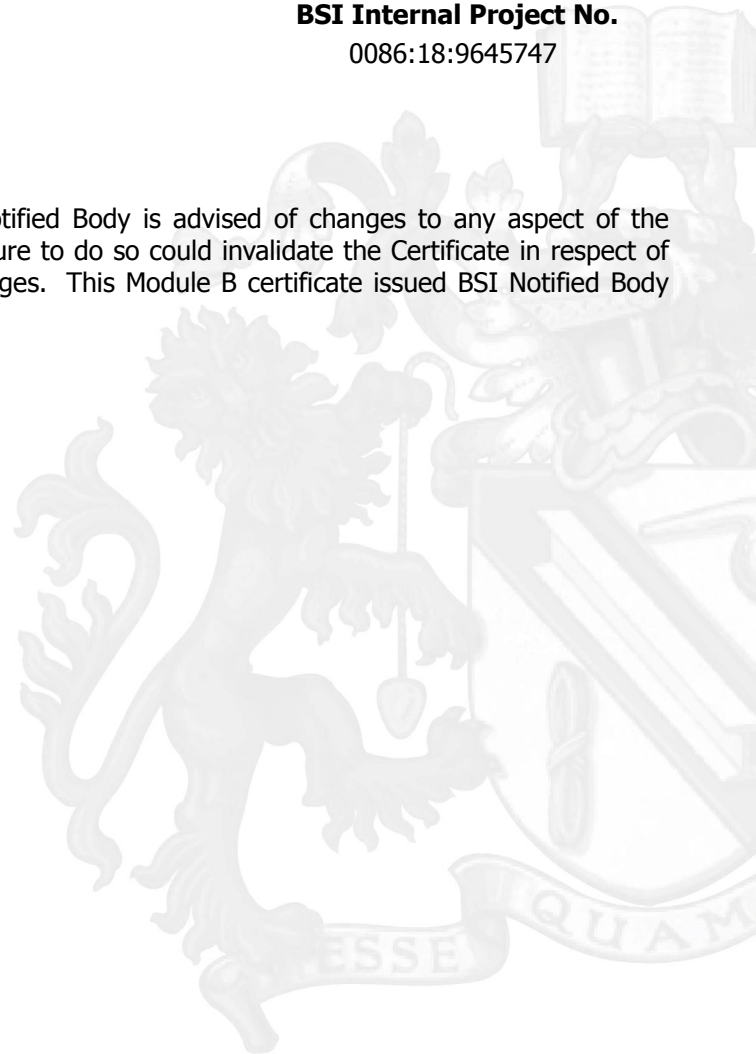 BSI Internal Project No.
0086:18:9645747
otified Body is advised of changes to any aspect of the
ure to do so could invalidate the Certificate in respect of
ges. This Module B certificate issued BSI Notified Body
ESSE
QUAM